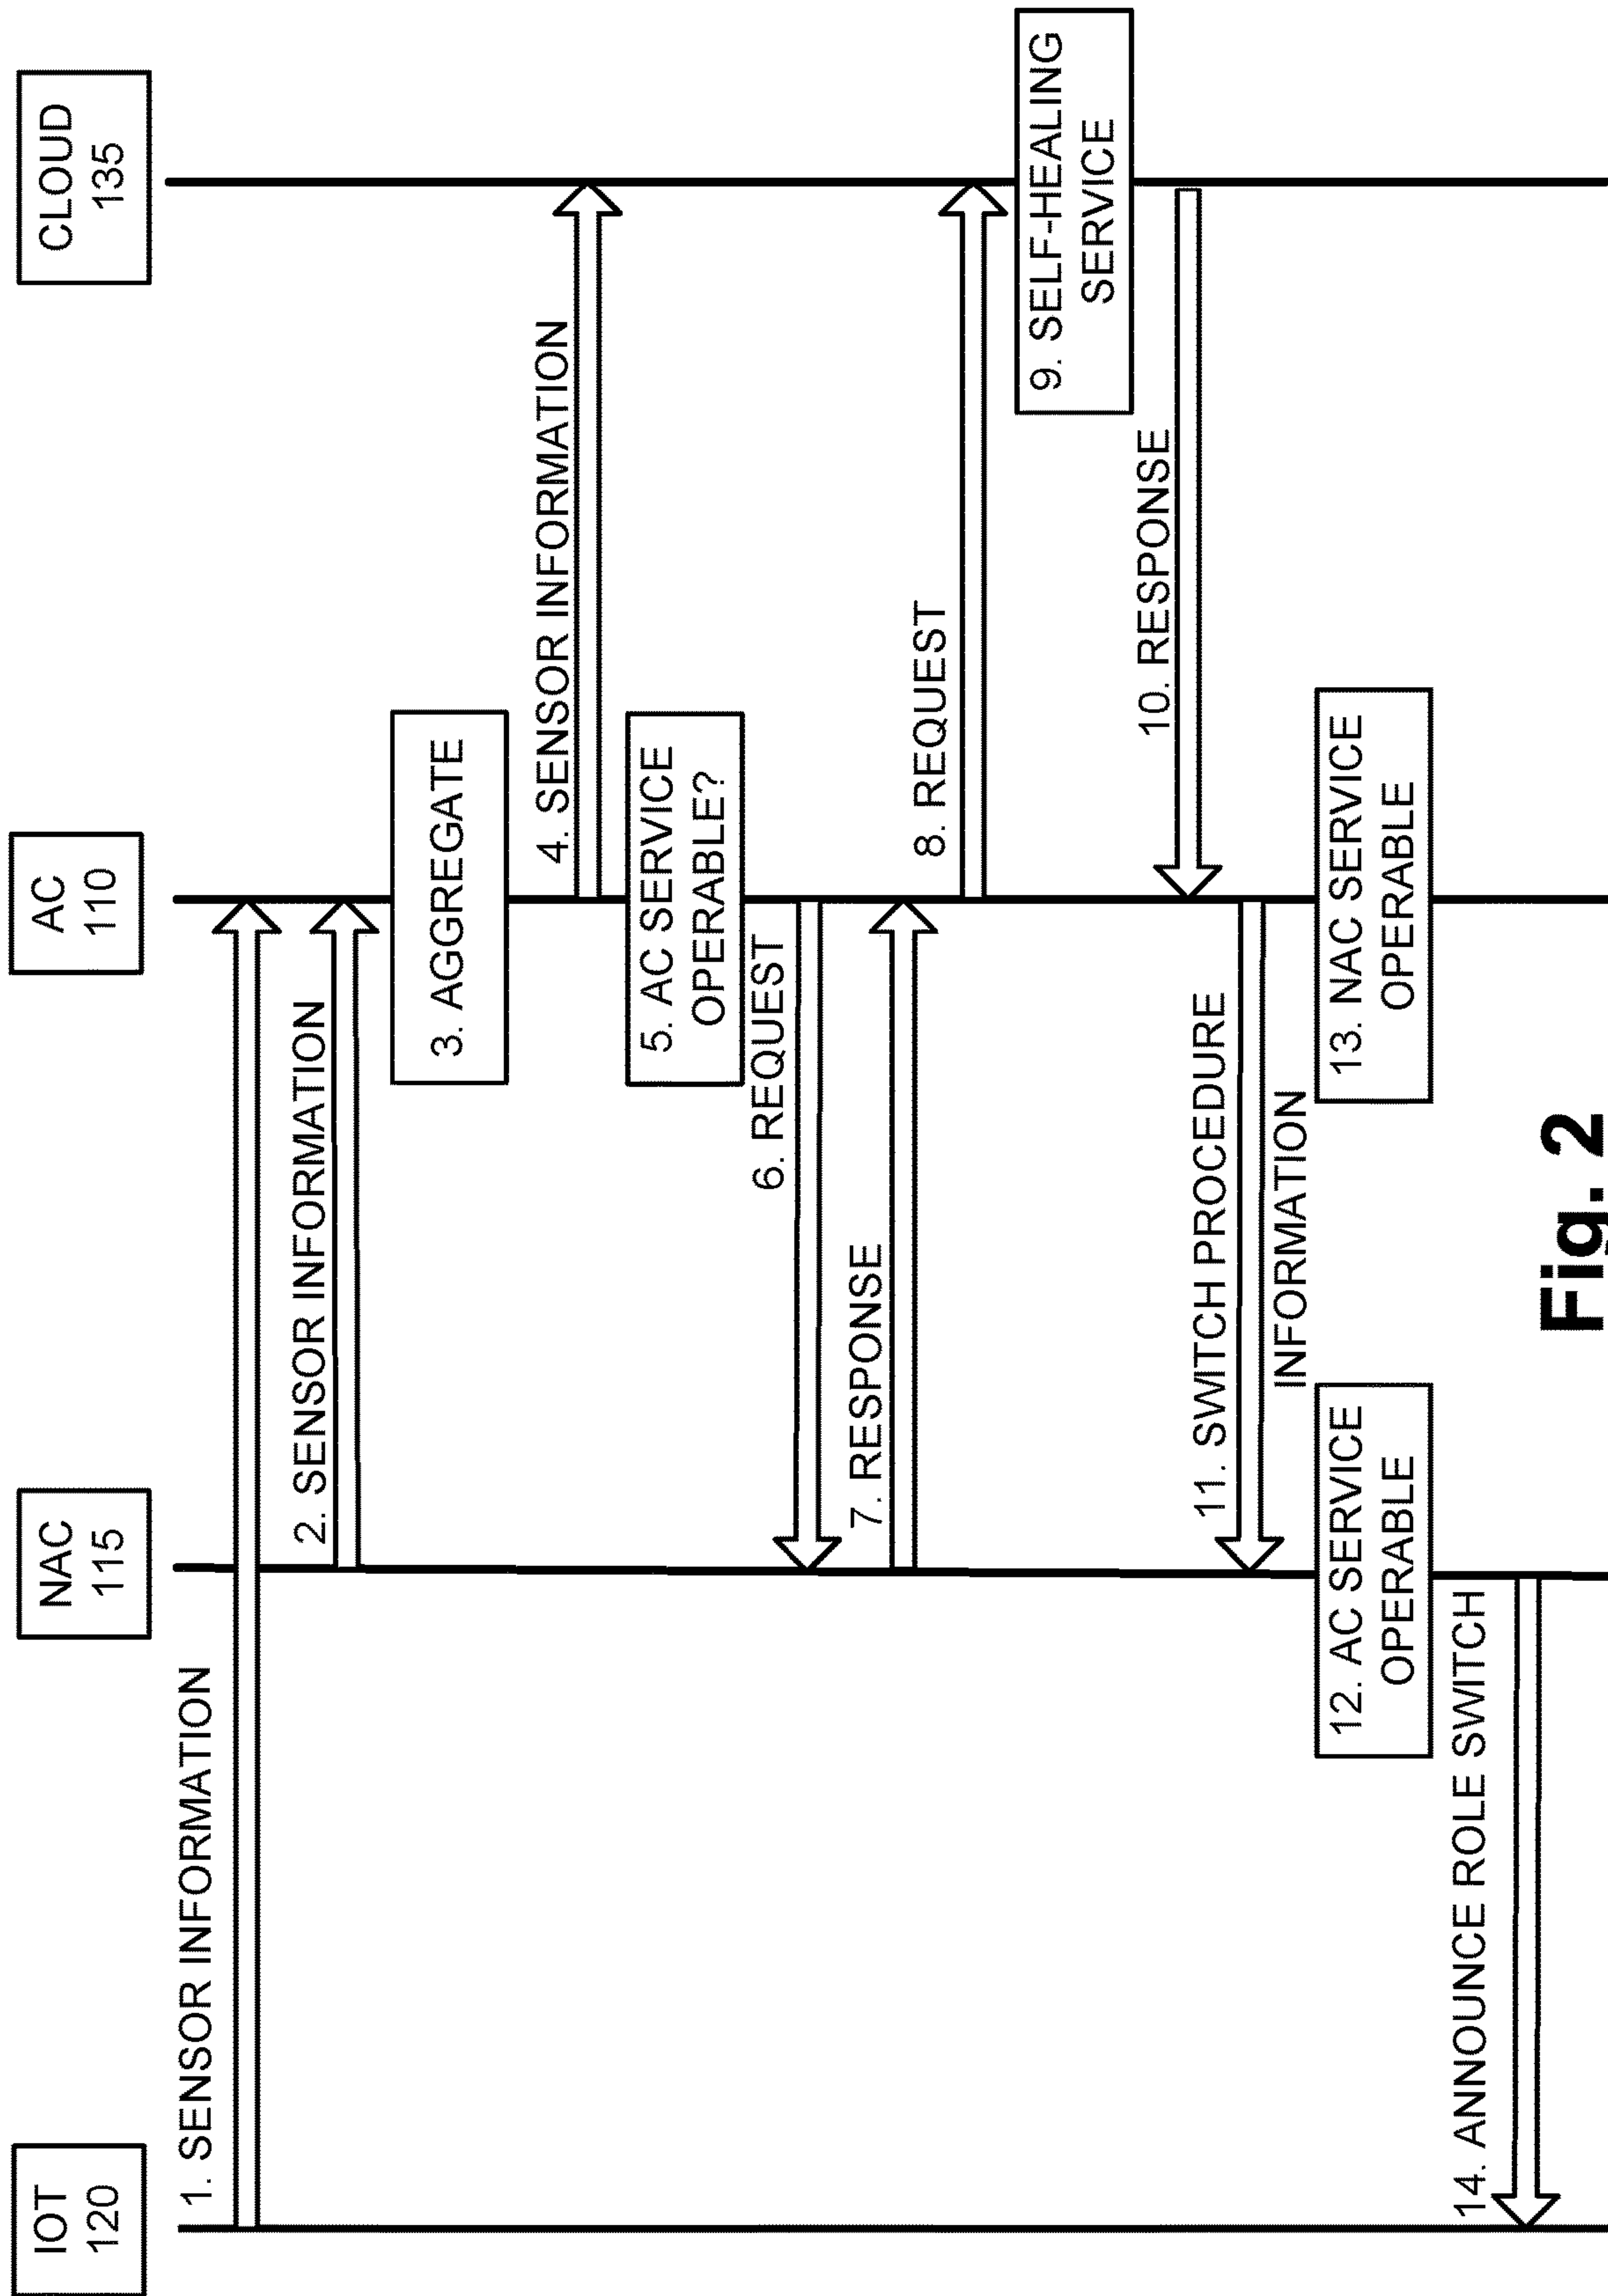 IOT
120
NAC
115
AC
110
CLOUD
135
1. SENSOR INFORMATION
2. SENSOR INFORMATION
3. AGGREGATE
4. SENSOR INFORMATION
5. AC SERVICE
OPERABLE?
6. REQUEST
7. RESPONSE
8. REQUEST
9. SELF-HEALING
SERVICE
10. RESPONSE
11. SWITCH PROCEDURE
INFORMATION
12. AC SERVICE
OPERABLE
13. NAC SERVICE
OPERABLE
14. ANNOUNCE ROLE SWITCH
Fig. 2